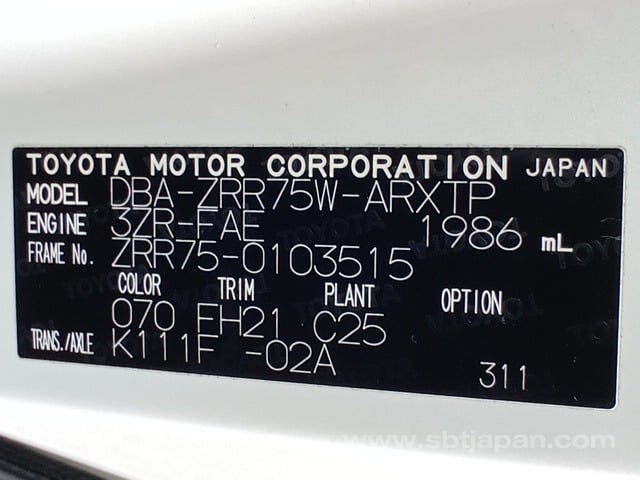 TOYOTA MOTOR CORPORATION JAPAN
MODEL DBA-ZRR75W-ARXTP
ENGINE 3ZR-FAE 1986 mL
FRAME No. ZRR75-0103515
COLOR TRIM PLANT OPTION
070 FH21 C25
TRANS./AXLE K111F -02A
311
www.sbtjapan.com